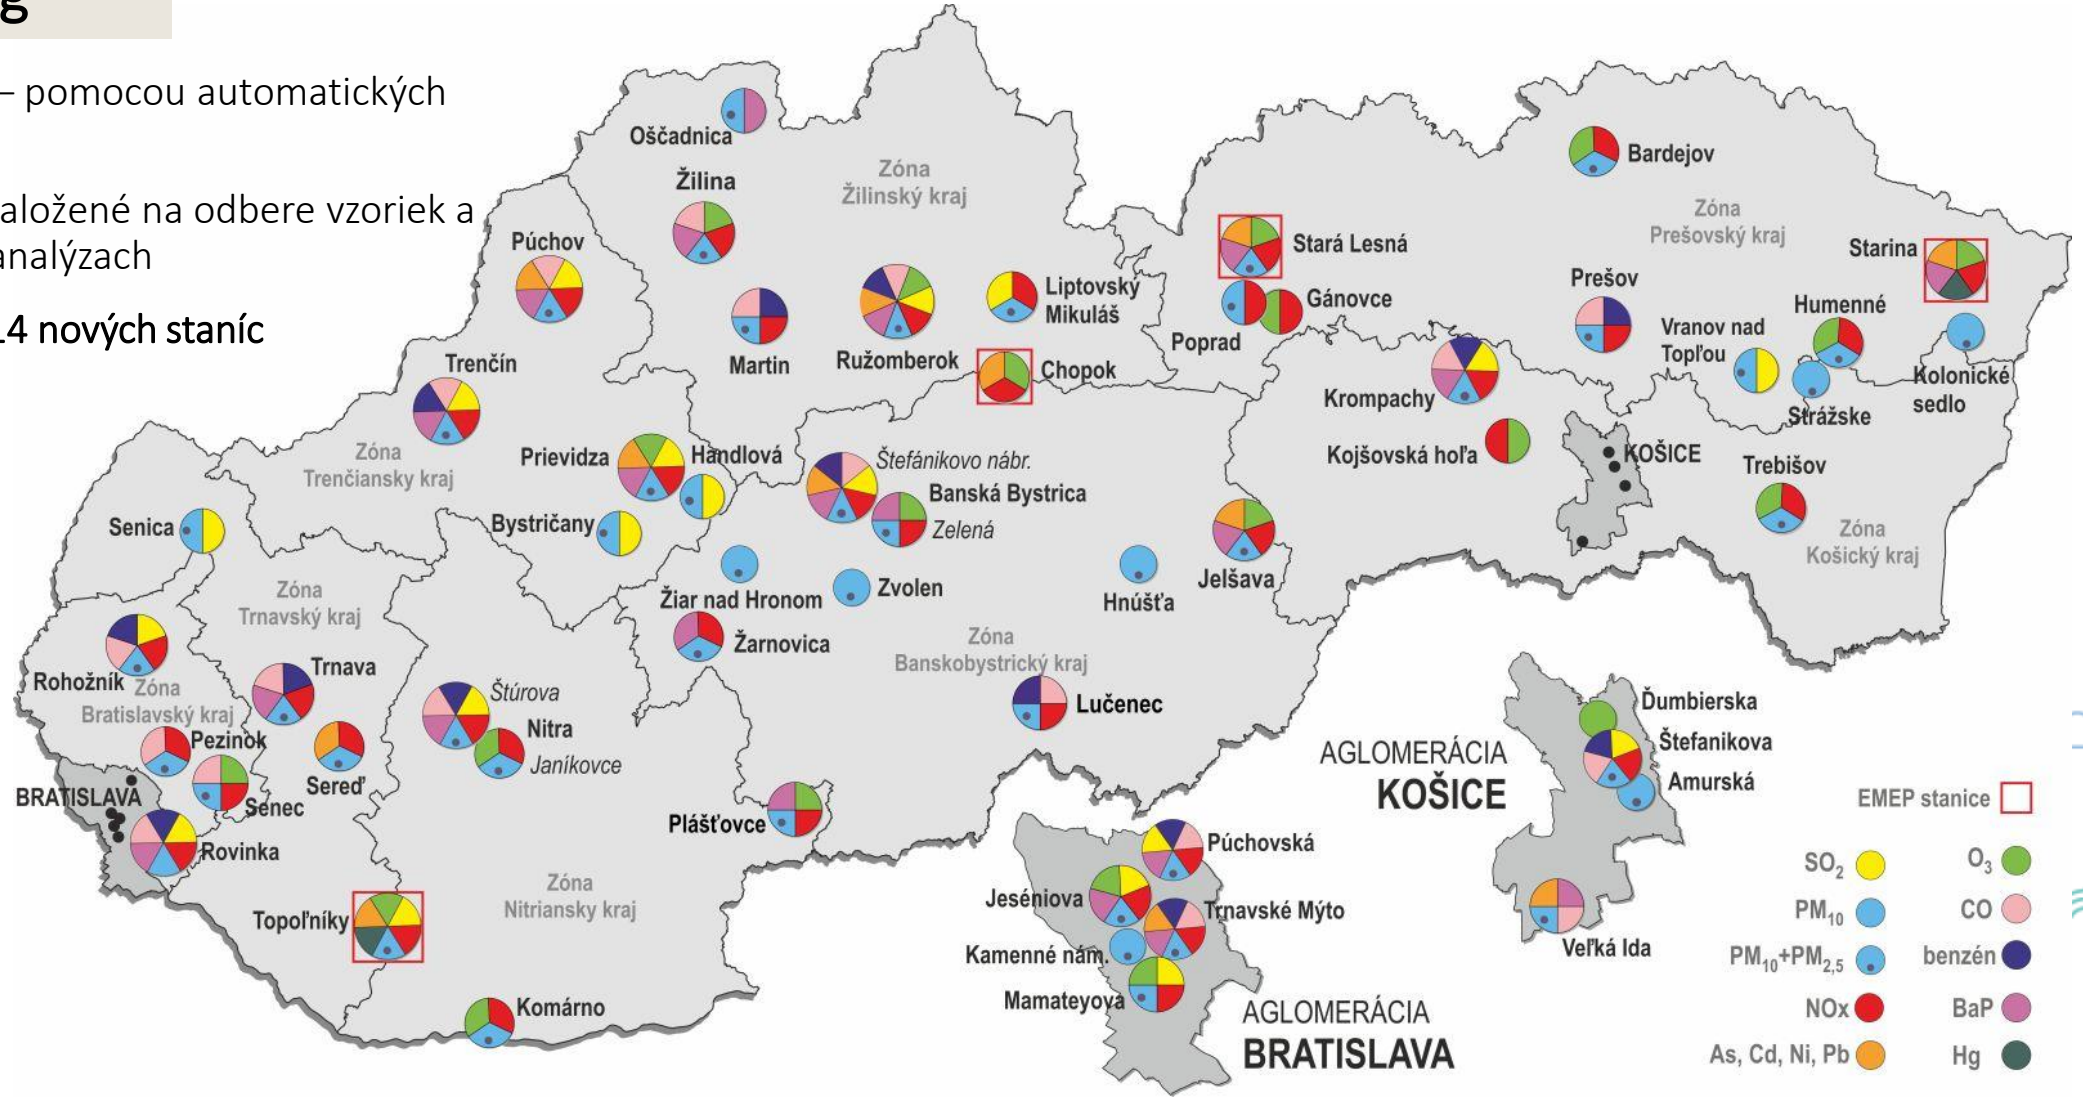 g
– pomocou automatických
aložené na odbere vzoriek a
analýzach
14 nových staníc
Oščadnica
Žilina
Zóna
Žilinský kraj
Púchov
Martin
Ružomberok
Liptovský
Mikuláš
Chopok
Trenčín
Zóna
Trenčiansky kraj
Prievidza
Handlová
Bystričany
Stará Lesná
Gánovce
Poprad
Bardejov
Zóna
Prešovský kraj
Starina
Prešov
Humenné
Vranov nad
Topľou
Kolonické
sedlo
Strážske
Krompachy
Kojšovská hoľa
KOŠICE
Trebišov
Zóna
Košický kraj
Štefánikovo nábr.
Banská Bystrica
Zelená
Žiar nad Hronom
Zvolen
Žarnovica
Hnúšťa
Jelšava
Zóna
Banskobystrický kraj
Lučenec
Senica
Zóna
Trnavský kraj
Rohožník
Zóna
Bratislavský kraj
Trnava
Pezinok
Senec
Sereď
BRATISLAVA
Rovinka
Štúrova
Nitra
Janíkovce
Plášťovce
Zóna
Nitriansky kraj
Topoľníky
Komárno
AGLOMERÁCIA
KOŠICE
Ďumbierska
Štefanikova
Amurská
Veľká Ida
Púchovská
Jeséniova
Trnavské Mýto
Kamenné nám.
Mamateyova
AGLOMERÁCIA
BRATISLAVA
EMEP stanice
SO2
O3
PM10
CO
PM10+PM2,5
benzén
NOx
BaP
As, Cd, Ni, Pb
Hg